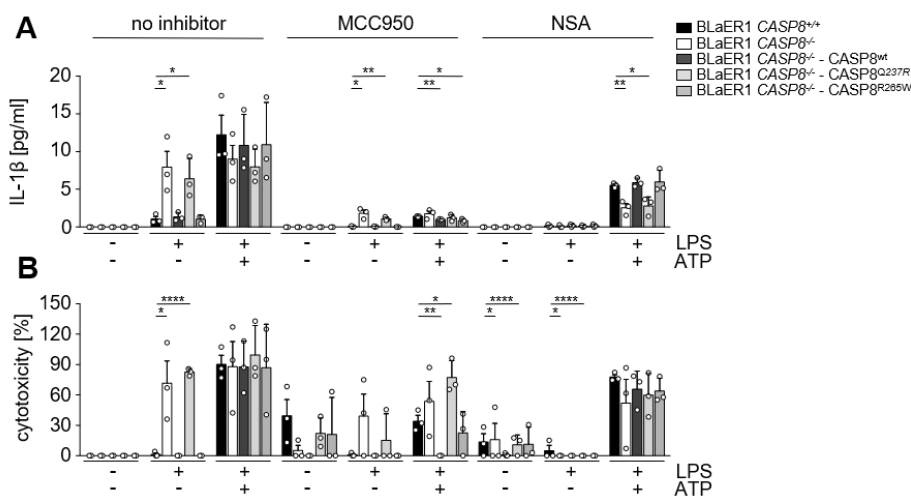 A
no inhibitor MCC950 NSA
BLaER1 CASP8+/+
BLaER1 CASP8-/-
BLaER1 CASP8-/- - CASP8wt
BLaER1 CASP8-/- - CASP8Q237R
BLaER1 CASP8-/- - CASP8R265W
IL-1β [pg/ml]
20
15
10
5
0
* * ** * * ** * **
- + + - + + - + + LPS
- - + - - + - - + ATP
B
cytotoxicity [%]
150
120
90
60
30
0
**** * * ** **** * **** *
- + + - + + - + + LPS
- - + - - + - - + ATP